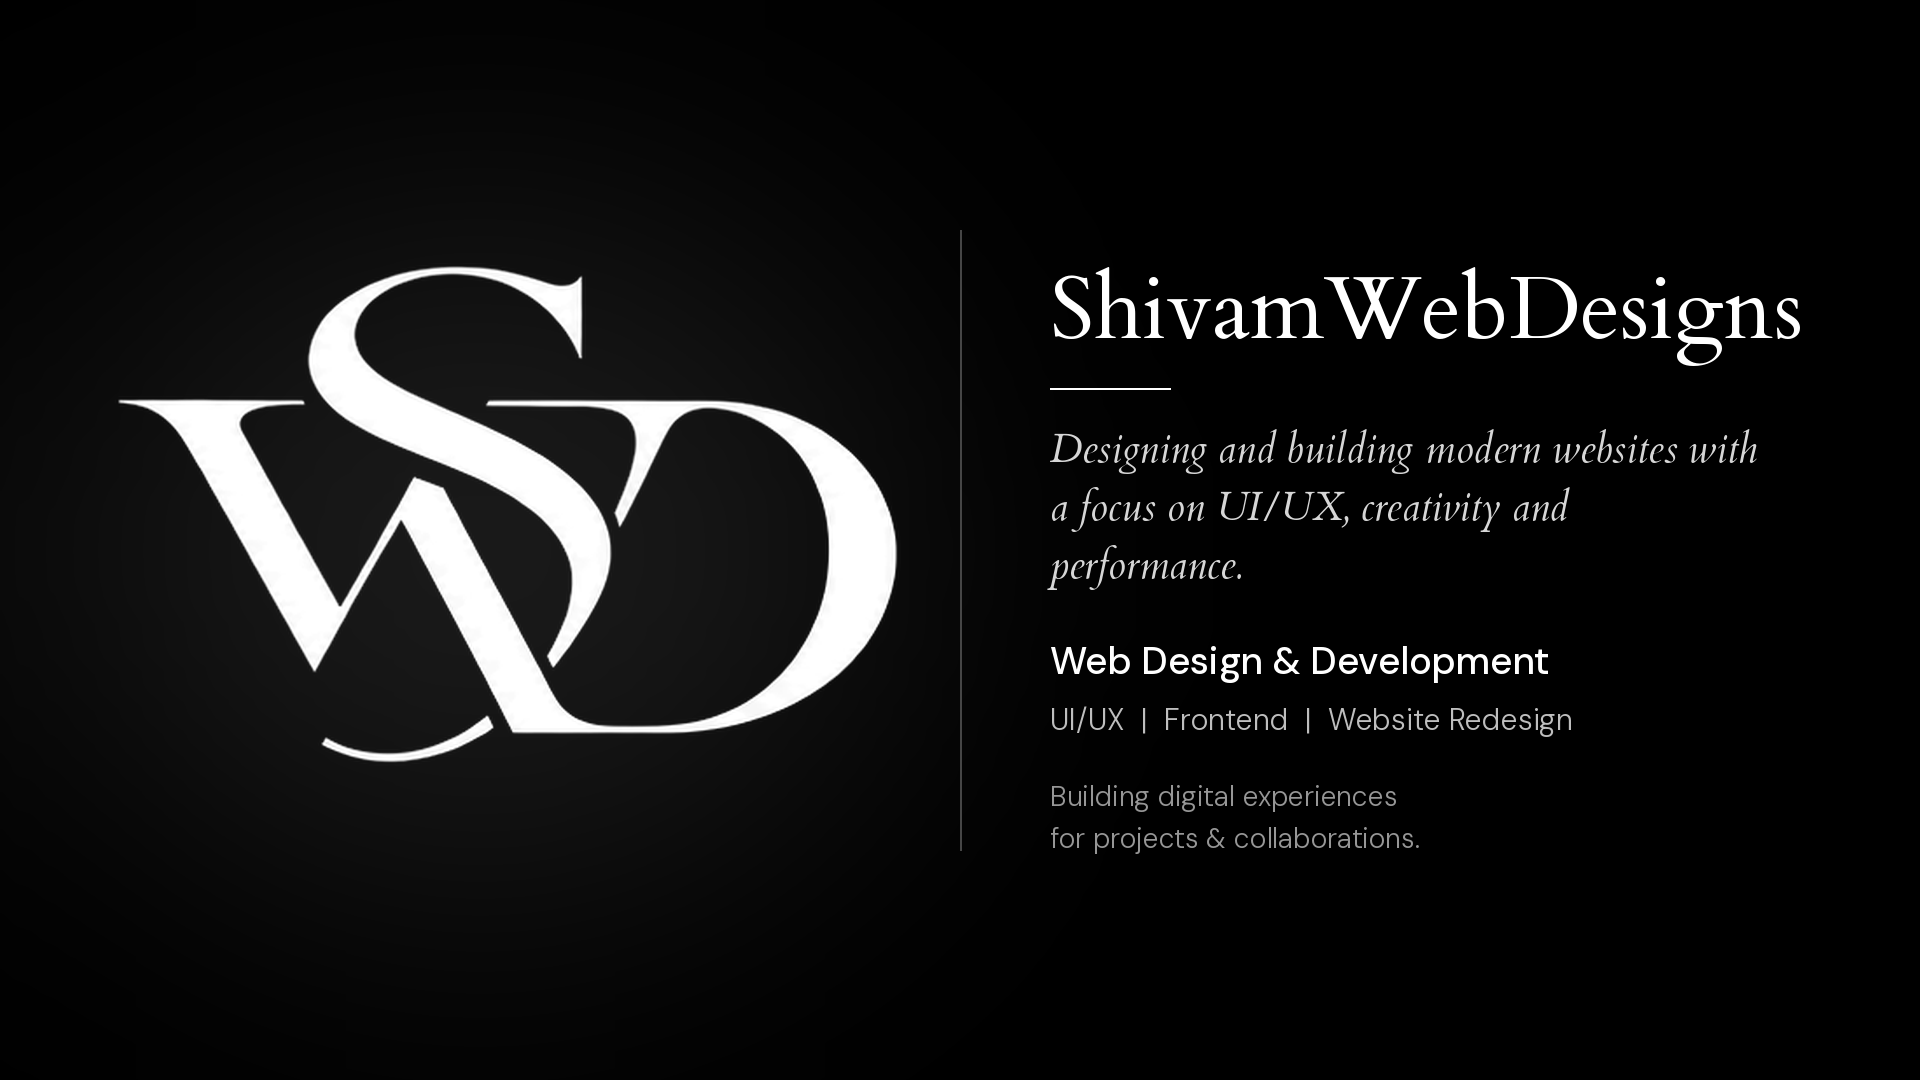 WSD
ShivamWebDesigns
Designing and building modern websites with
a focus on UI/UX, creativity and
performance.
Web Design & Development
UI/UX | Frontend | Website Redesign
Building digital experiences
for projects & collaborations.